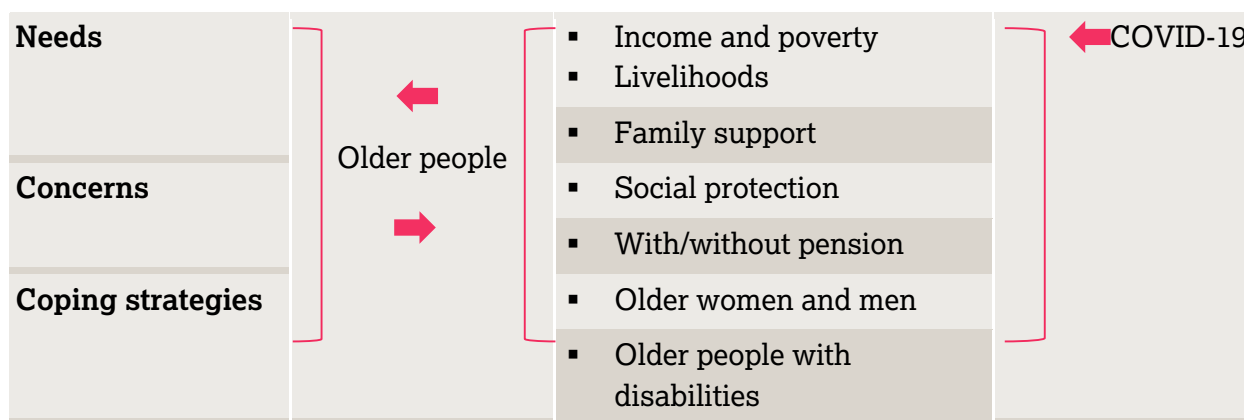 Needs
Concerns
Coping strategies
Older people
▪ Income and poverty
▪ Livelihoods
▪ Family support
▪ Social protection
▪ With/without pension
▪ Older women and men
▪ Older people with
disabilities
COVID-19